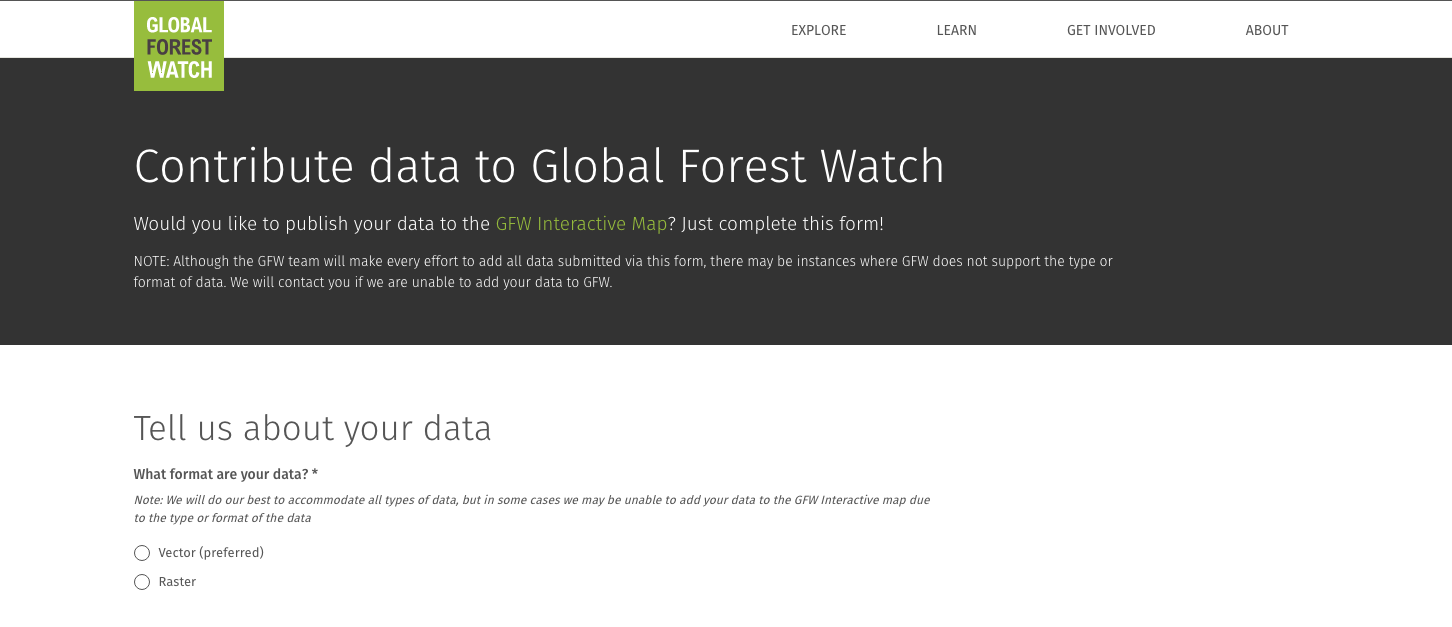 GLOBAL
FOREST
WATCH
EXPLORE LEARN GET INVOLVED ABOUT
Contribute data to Global Forest Watch
Would you like to publish your data to the GFW Interactive Map? Just complete this form!
NOTE: Although the GFW team will make every effort to add all data submitted via this form, there may be instances where GFW does not support the type or
format of data. We will contact you if we are unable to add your data to GFW.
Tell us about your data
What format are your data? *
Note: We will do our best to accommodate all types of data, but in some cases we may be unable to add your data to the GFW Interactive map due
to the type or format of the data
Vector (preferred)
Raster